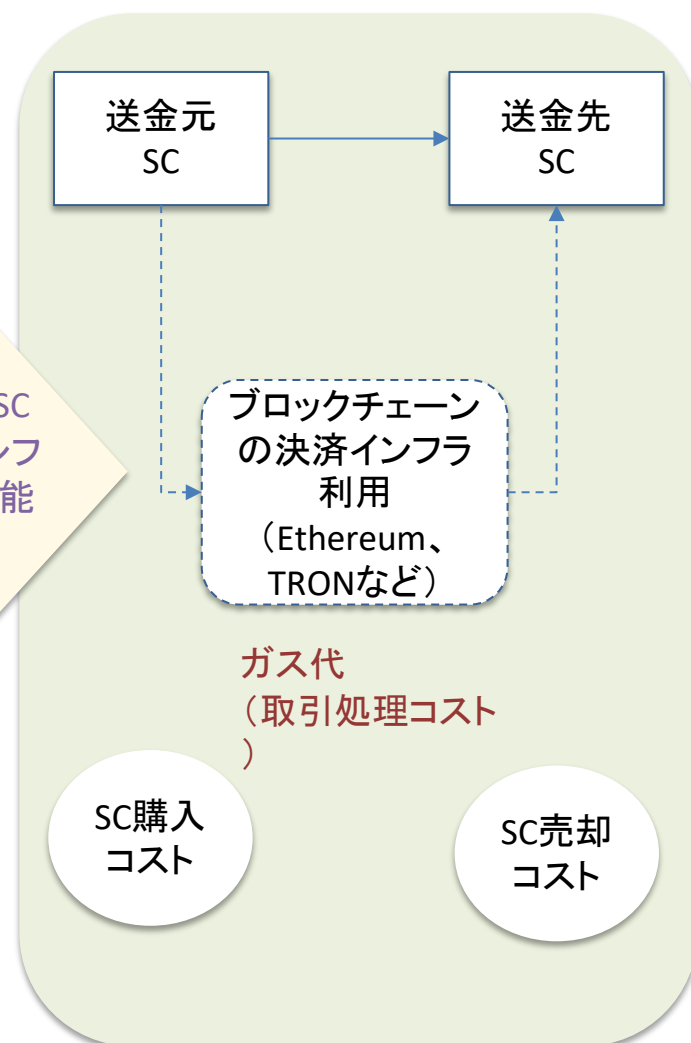 送金元
SC
送金先
SC
SC
ンフ
能
ブロックチェーン
の決済インフラ
利用
（Ethereum、
TRONなど）
ガス代
（取引処理コスト
）
SC購入
コスト
SC売却
コスト